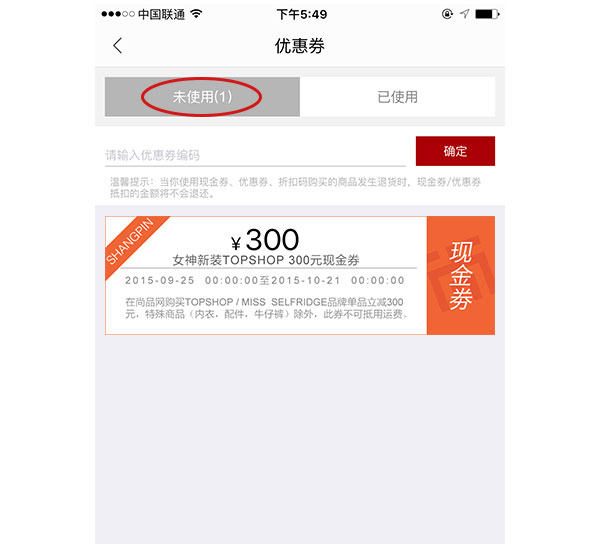 中国联通
下午5:49
优惠券
未使用(1)
已使用
请输入优惠券编码
确定
温馨提示：当你使用现金券、优惠券、折扣码购买的商品发生退货时，现金券/优惠券
抵扣的金额将不会退还。
SHANGPIN
¥300
女神新装TOPSHOP 300元现金券
2015-09-25 00:00:00至2015-10-21 00:00:00
在尚品网购买TOPSHOP / MISS SELFRIDGE品牌单品立减300
元，特殊商品（内衣，配件，牛仔裤）除外，此券不可抵用运费。
现金券
尚